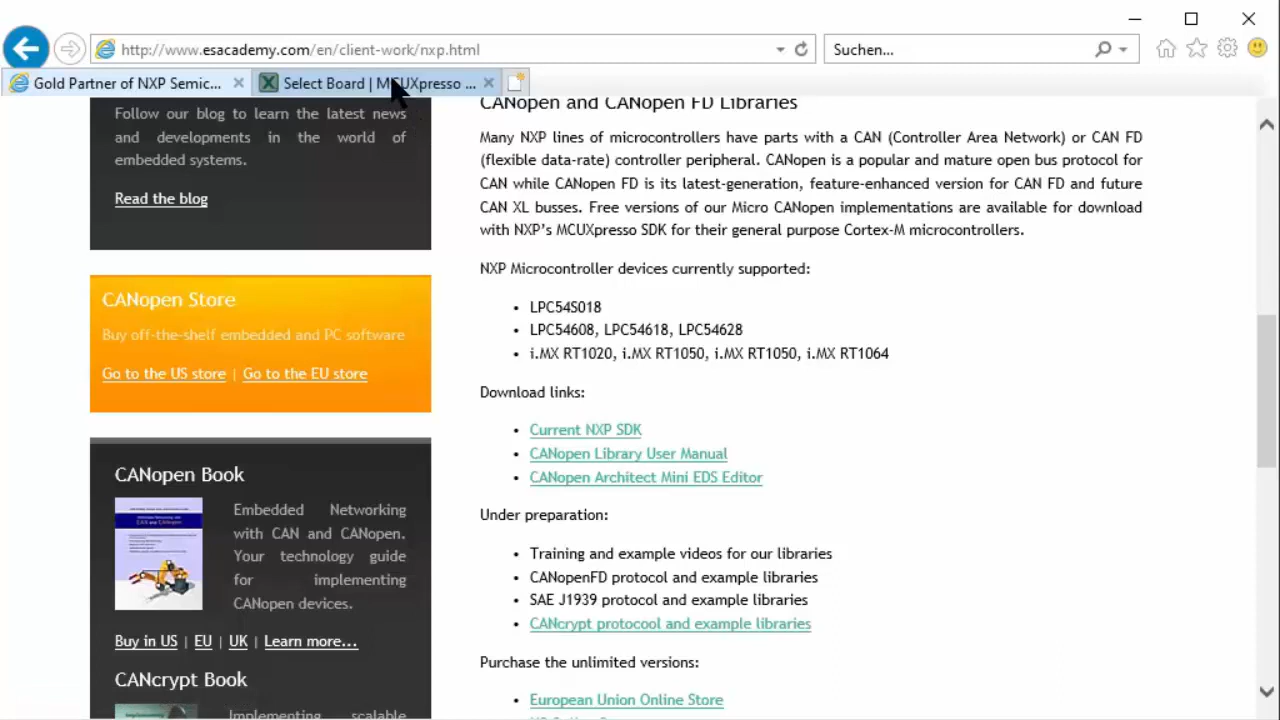 http://www.esacademy.com/en/client-work/nxp.html
Suchen...
Gold Partner of NXP Semic...
Select Board | MCUXpresso ...
Follow our blog to learn the latest news
and developments in the world of
embedded systems.
Read the blog
CANopen Store
Buy off-the-shelf embedded and PC software
Go to the US store | Go to the EU store
CANopen Book
Embedded Networking
with CAN and CANopen.
Your technology guide
for implementing
CANopen devices.
Buy in US | EU | UK | Learn more...
CANcrypt Book
Implementing scalable
CANopen and CANopen FD Libraries
Many NXP lines of microcontrollers have parts with a CAN (Controller Area Network) or CAN FD
(flexible data-rate) controller peripheral. CANopen is a popular and mature open bus protocol for
CAN while CANopen FD is its latest-generation, feature-enhanced version for CAN FD and future
CAN XL busses. Free versions of our Micro CANopen implementations are available for download
with NXP's MCUXpresso SDK for their general purpose Cortex-M microcontrollers.
NXP Microcontroller devices currently supported:
• LPC54S018
• LPC54608, LPC54618, LPC54628
• i.MX RT1020, i.MX RT1050, i.MX RT1050, i.MX RT1064
Download links:
• Current NXP SDK
• CANopen Library User Manual
• CANopen Architect Mini EDS Editor
Under preparation:
• Training and example videos for our libraries
• CANopenFD protocol and example libraries
• SAE J1939 protocol and example libraries
• CANcrypt protocool and example libraries
Purchase the unlimited versions:
• European Union Online Store